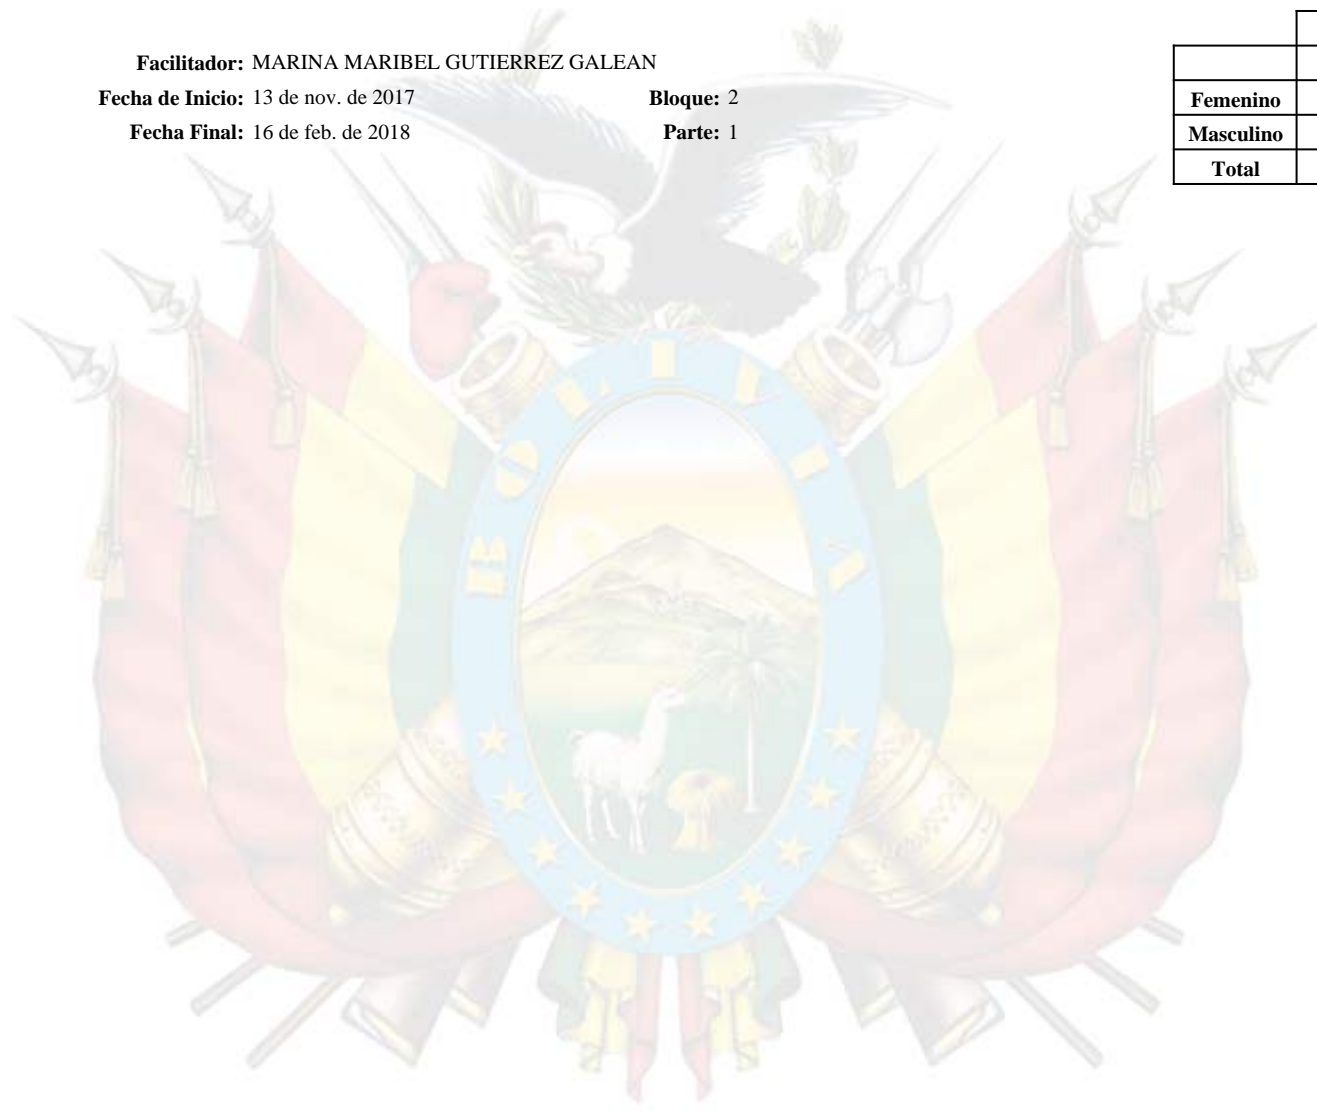 Facilitador: MARINA MARIBEL GUTIERREZ GALEAN
Fecha de Inicio: 13 de nov. de 2017 Bloque: 2
Fecha Final: 16 de feb. de 2018 Parte: 1
Femenino
Masculino
Total
BOLIVIA